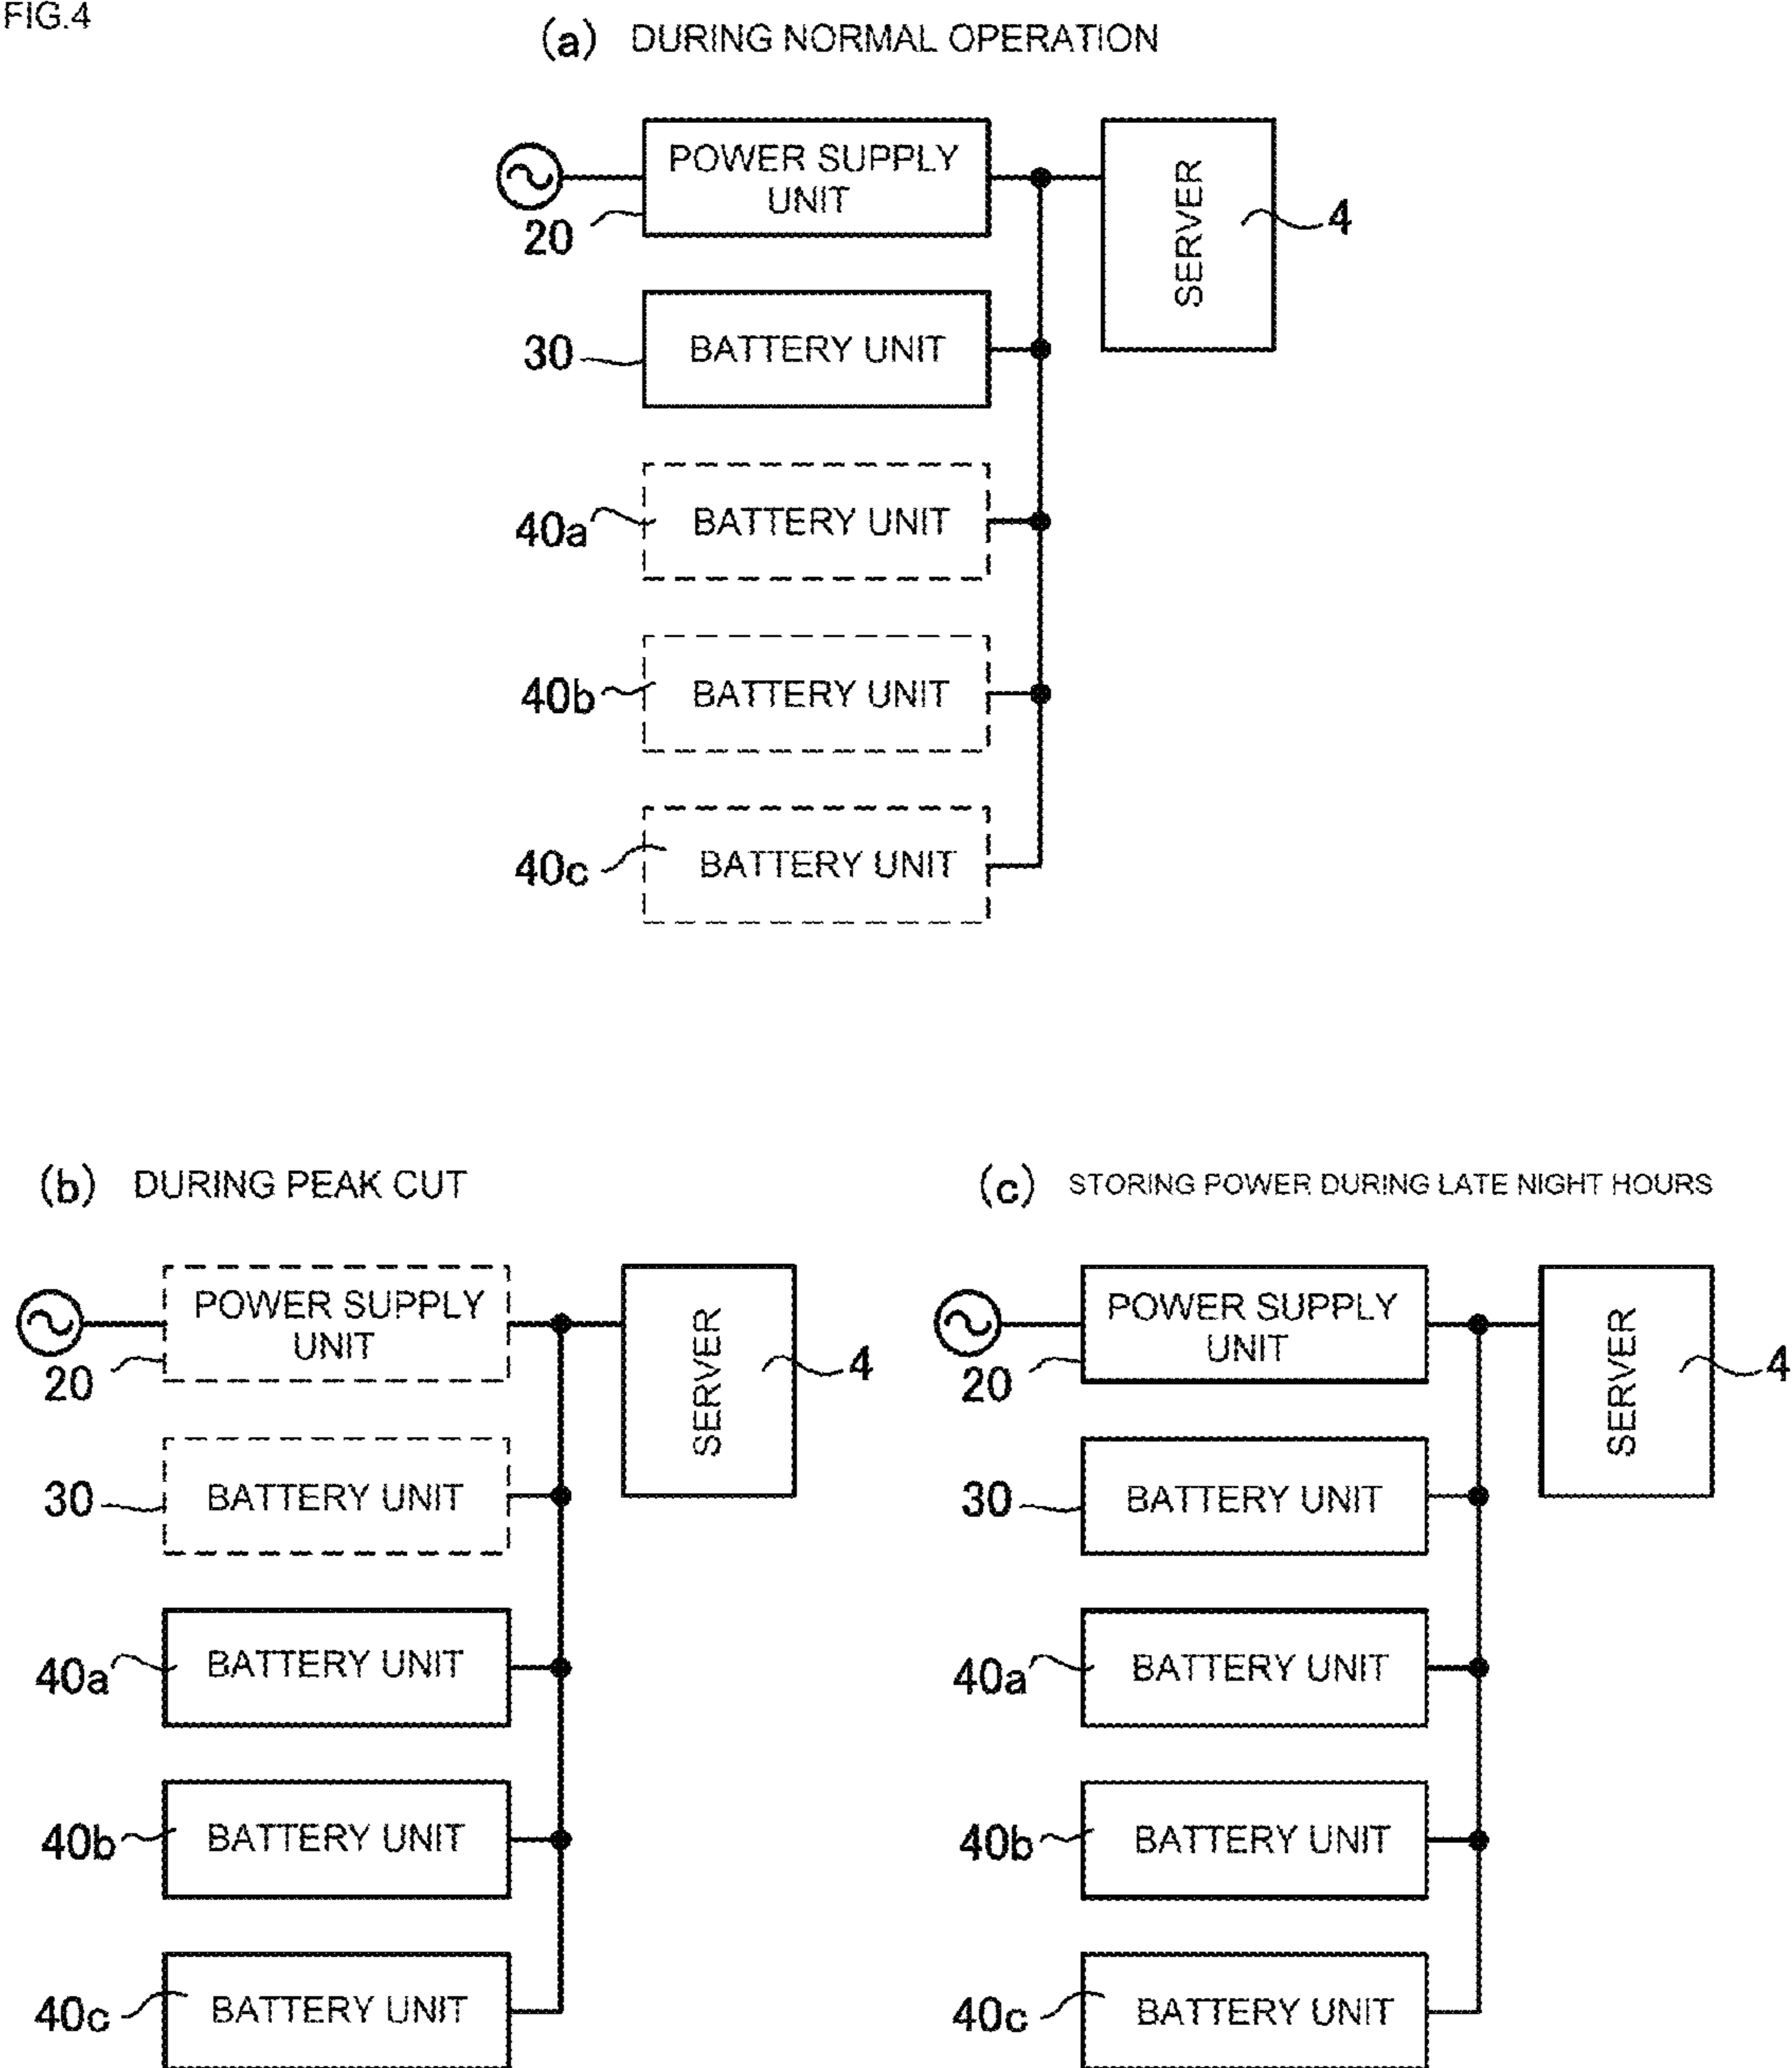 FIG.4
(a) DURING NORMAL OPERATION
POWER SUPPLY
UNIT
20
SERVER
4
30
BATTERY UNIT
40a
BATTERY UNIT
40b
BATTERY UNIT
40c
BATTERY UNIT
(b) DURING PEAK CUT
POWER SUPPLY
UNIT
20
SERVER
4
30
BATTERY UNIT
40a
BATTERY UNIT
40b
BATTERY UNIT
40c
BATTERY UNIT
(c) STORING POWER DURING LATE NIGHT HOURS
POWER SUPPLY
UNIT
20
SERVER
4
30
BATTERY UNIT
40a
BATTERY UNIT
40b
BATTERY UNIT
40c
BATTERY UNIT